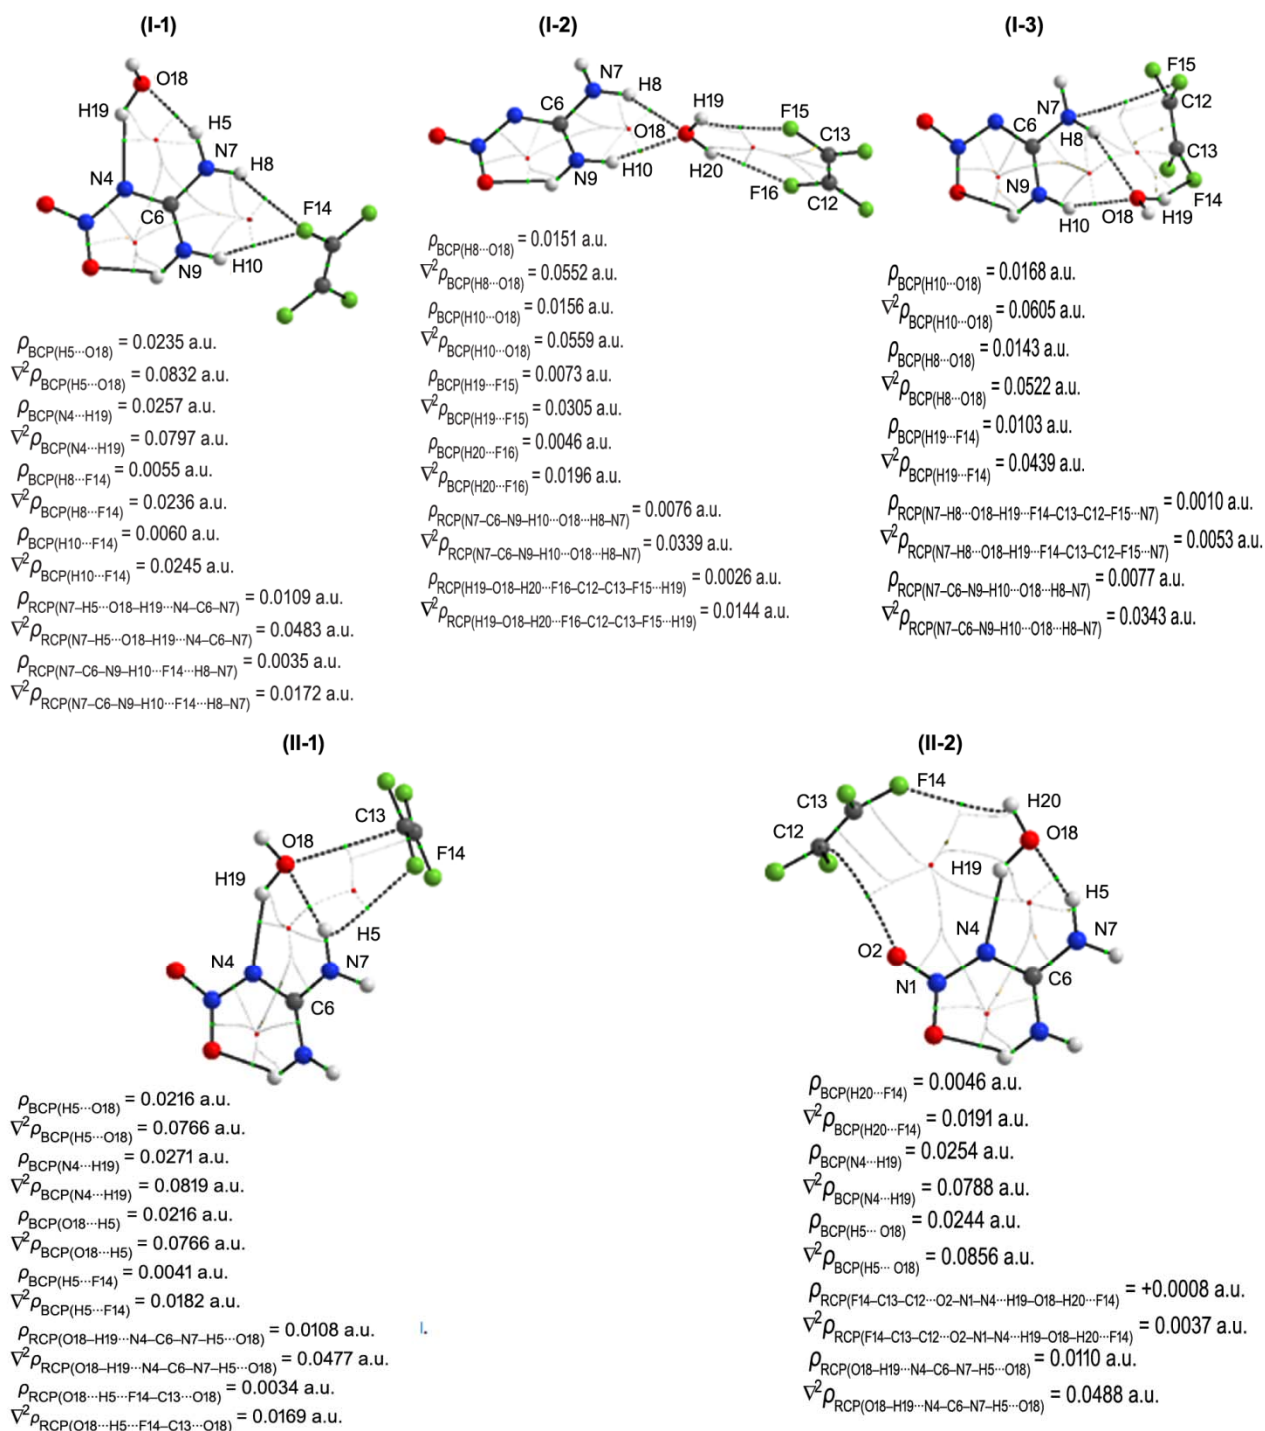 (I-1)
O18
H19
H5
N7
H8
N4
C6
F14
N9
H10
ρBCP(H5···O18) = 0.0235 a.u.
∇²ρBCP(H5···O18) = 0.0832 a.u.
ρBCP(N4···H19) = 0.0257 a.u.
∇²ρBCP(N4···H19) = 0.0797 a.u.
ρBCP(H8···F14) = 0.0055 a.u.
∇²ρBCP(H8···F14) = 0.0236 a.u.
ρBCP(H10···F14) = 0.0060 a.u.
∇²ρBCP(H10···F14) = 0.0245 a.u.
ρRCP(N7–H5···O18–H19···N4–C6–N7) = 0.0109 a.u.
∇²ρRCP(N7–H5···O18–H19···N4–C6–N7) = 0.0483 a.u.
ρRCP(N7–C6–N9–H10···F14···H8–N7) = 0.0035 a.u.
∇²ρRCP(N7–C6–N9–H10···F14···H8–N7) = 0.0172 a.u.
(I-2)
N7
H8
C6
H19
F15
O18
C13
N9
H10
H20
F16
C12
ρBCP(H8···O18) = 0.0151 a.u.
∇²ρBCP(H8···O18) = 0.0552 a.u.
ρBCP(H10···O18) = 0.0156 a.u.
∇²ρBCP(H10···O18) = 0.0559 a.u.
ρBCP(H19···F15) = 0.0073 a.u.
∇²ρBCP(H19···F15) = 0.0305 a.u.
ρBCP(H20···F16) = 0.0046 a.u.
∇²ρBCP(H20···F16) = 0.0196 a.u.
ρRCP(N7–C6–N9–H10···O18···H8–N7) = 0.0076 a.u.
∇²ρRCP(N7–C6–N9–H10···O18···H8–N7) = 0.0339 a.u.
ρRCP(H19–O18–H20···F16–C12–C13–F15···H19) = 0.0026 a.u.
∇²ρRCP(H19–O18–H20···F16–C12–C13–F15···H19) = 0.0144 a.u.
(I-3)
F15
C12
N7
C6
H8
C13
N9
F14
H10
O18
H19
ρBCP(H10···O18) = 0.0168 a.u.
∇²ρBCP(H10···O18) = 0.0605 a.u.
ρBCP(H8···O18) = 0.0143 a.u.
∇²ρBCP(H8···O18) = 0.0522 a.u.
ρBCP(H19···F14) = 0.0103 a.u.
∇²ρBCP(H19···F14) = 0.0439 a.u.
ρRCP(N7–H8···O18–H19···F14–C13–C12–F15···N7) = 0.0010 a.u.
∇²ρRCP(N7–H8···O18–H19···F14–C13–C12–F15···N7) = 0.0053 a.u.
ρRCP(N7–C6–N9–H10···O18···H8–N7) = 0.0077 a.u.
∇²ρRCP(N7–C6–N9–H10···O18···H8–N7) = 0.0343 a.u.
(II-1)
C13
O18
F14
H19
H5
N4
N7
C6
ρBCP(H5···O18) = 0.0216 a.u.
∇²ρBCP(H5···O18) = 0.0766 a.u.
ρBCP(N4···H19) = 0.0271 a.u.
∇²ρBCP(N4···H19) = 0.0819 a.u.
ρBCP(O18···H5) = 0.0216 a.u.
∇²ρBCP(O18···H5) = 0.0766 a.u.
ρBCP(H5···F14) = 0.0041 a.u.
∇²ρBCP(H5···F14) = 0.0182 a.u.
ρRCP(O18–H19···N4–C6–N7–H5···O18) = 0.0108 a.u.
∇²ρRCP(O18–H19···N4–C6–N7–H5···O18) = 0.0477 a.u.
ρRCP(O18···H5···F14–C13···O18) = 0.0034 a.u.
∇²ρRCP(O18···H5···F14–C13···O18) = 0.0169 a.u.
(II-2)
F14
C13
H20
C12
O18
H19
H5
N4
N7
O2
N1
C6
ρBCP(H20···F14) = 0.0046 a.u.
∇²ρBCP(H20···F14) = 0.0191 a.u.
ρBCP(N4···H19) = 0.0254 a.u.
∇²ρBCP(N4···H19) = 0.0788 a.u.
ρBCP(H5··· O18) = 0.0244 a.u.
∇²ρBCP(H5··· O18) = 0.0856 a.u.
ρRCP(F14–C13–C12···O2–N1–N4···H19–O18–H20···F14) = +0.0008 a.u.
∇²ρRCP(F14–C13–C12···O2–N1–N4···H19–O18–H20···F14) = 0.0037 a.u.
ρRCP(O18–H19···N4–C6–N7–H5···O18) = 0.0110 a.u.
∇²ρRCP(O18–H19···N4–C6–N7–H5···O18) = 0.0488 a.u.